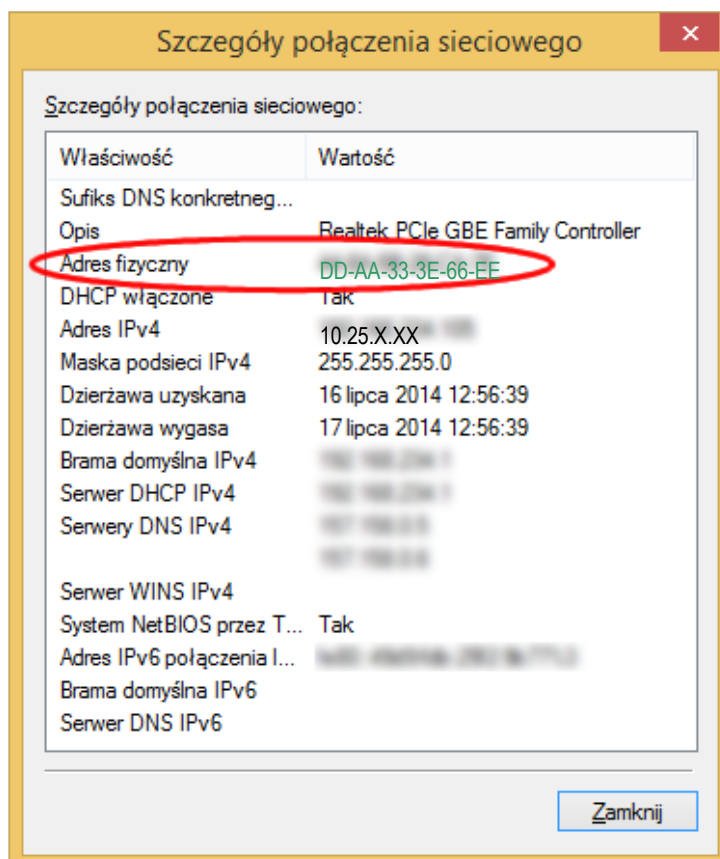 Szczegóły połączenia sieciowego
Szczegóły połączenia sieciowego:
Właściwość Wartość
Sufiks DNS konkretneg...
Opis Realtek PCIe GBE Family Controller
Adres fizyczny DD-AA-33-3E-66-EE
DHCP włączone Tak
Adres IPv4 10.25.X.XX
Maska podsieci IPv4 255.255.255.0
Dzierżawa uzyskana 16 lipca 2014 12:56:39
Dzierżawa wygasa 17 lipca 2014 12:56:39
Brama domyślna IPv4
Serwer DHCP IPv4
Serwery DNS IPv4
Serwer WINS IPv4
System NetBIOS przez T... Tak
Adres IPv6 połączenia l...
Brama domyślna IPv6
Serwer DNS IPv6
Zamknij